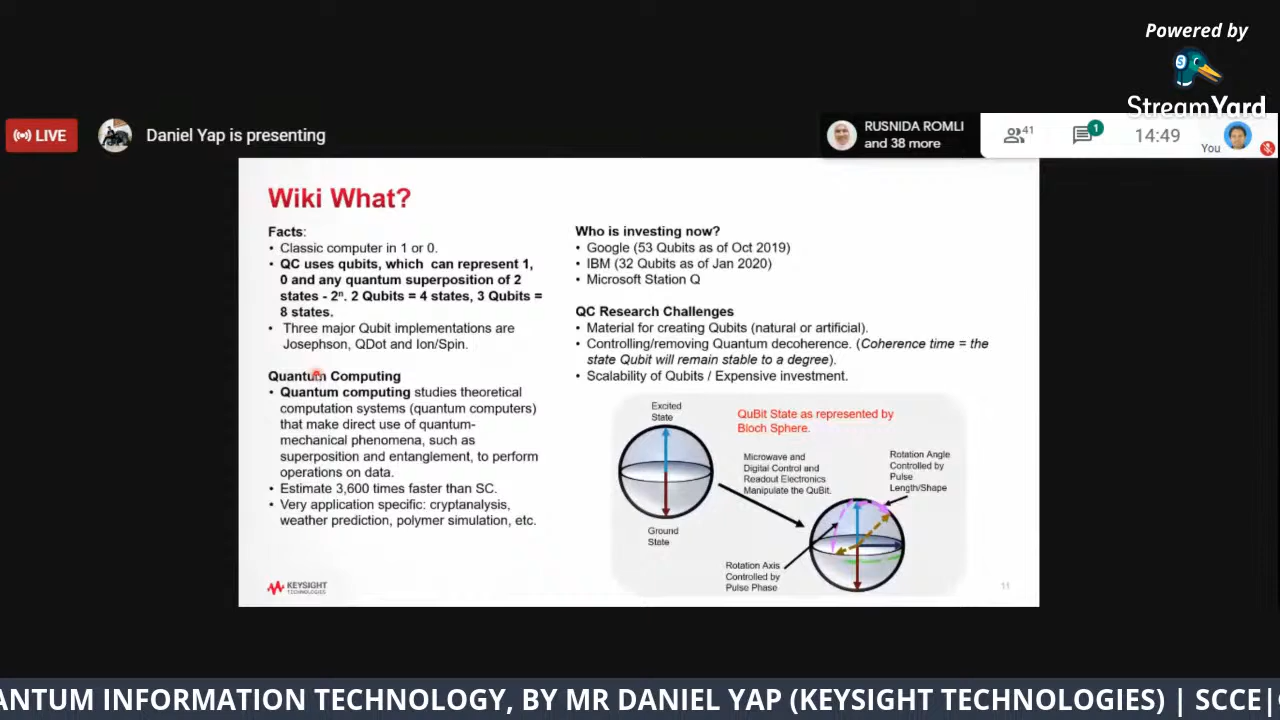 Powered by
StreamYard
LIVE
Daniel Yap is presenting
RUSNIDA ROMLI
and 38 more
41
1
14:49
You
Wiki What?
Facts:
• Classic computer in 1 or 0.
• QC uses qubits, which can represent 1,
0 and any quantum superposition of 2
states - 2ⁿ. 2 Qubits = 4 states, 3 Qubits =
8 states.
• Three major Qubit implementations are
Josephson, QDot and Ion/Spin.
Quantum Computing
• Quantum computing studies theoretical
computation systems (quantum computers)
that make direct use of quantum-
mechanical phenomena, such as
superposition and entanglement, to perform
operations on data.
• Estimate 3,600 times faster than SC.
• Very application specific: cryptanalysis,
weather prediction, polymer simulation, etc.
Who is investing now?
• Google (53 Qubits as of Oct 2019)
• IBM (32 Qubits as of Jan 2020)
• Microsoft Station Q
QC Research Challenges
• Material for creating Qubits (natural or artificial).
• Controlling/removing Quantum decoherence. (Coherence time = the
state Qubit will remain stable to a degree).
• Scalability of Qubits / Expensive investment.
Excited
State
Ground
State
QuBit State as represented by
Bloch Sphere.
Microwave and
Digital Control and
Readout Electronics
Manipulate the QuBit.
Rotation Angle
Controlled by
Pulse
Length/Shape
Rotation Axis
Controlled by
Pulse Phase
KEYSIGHT
TECHNOLOGIES
11
ANTUM INFORMATION TECHNOLOGY, BY MR DANIEL YAP (KEYSIGHT TECHNOLOGIES) | SCCE|